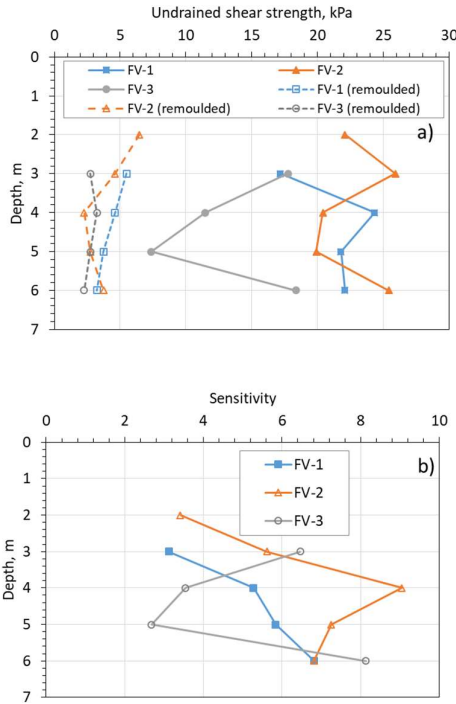 Undrained shear strength, kPa
0 5 10 15 20 25 30
0
FV-1 FV-2
FV-3 FV-1 (remoulded)
FV-2 (remoulded) FV-3 (remoulded)
1
2
a)
3
4
5
6
7
Depth, m
Sensitivity
0 2 4 6 8 10
0
FV-1
b)
1
FV-2
2
FV-3
3
4
5
6
7
Depth, m